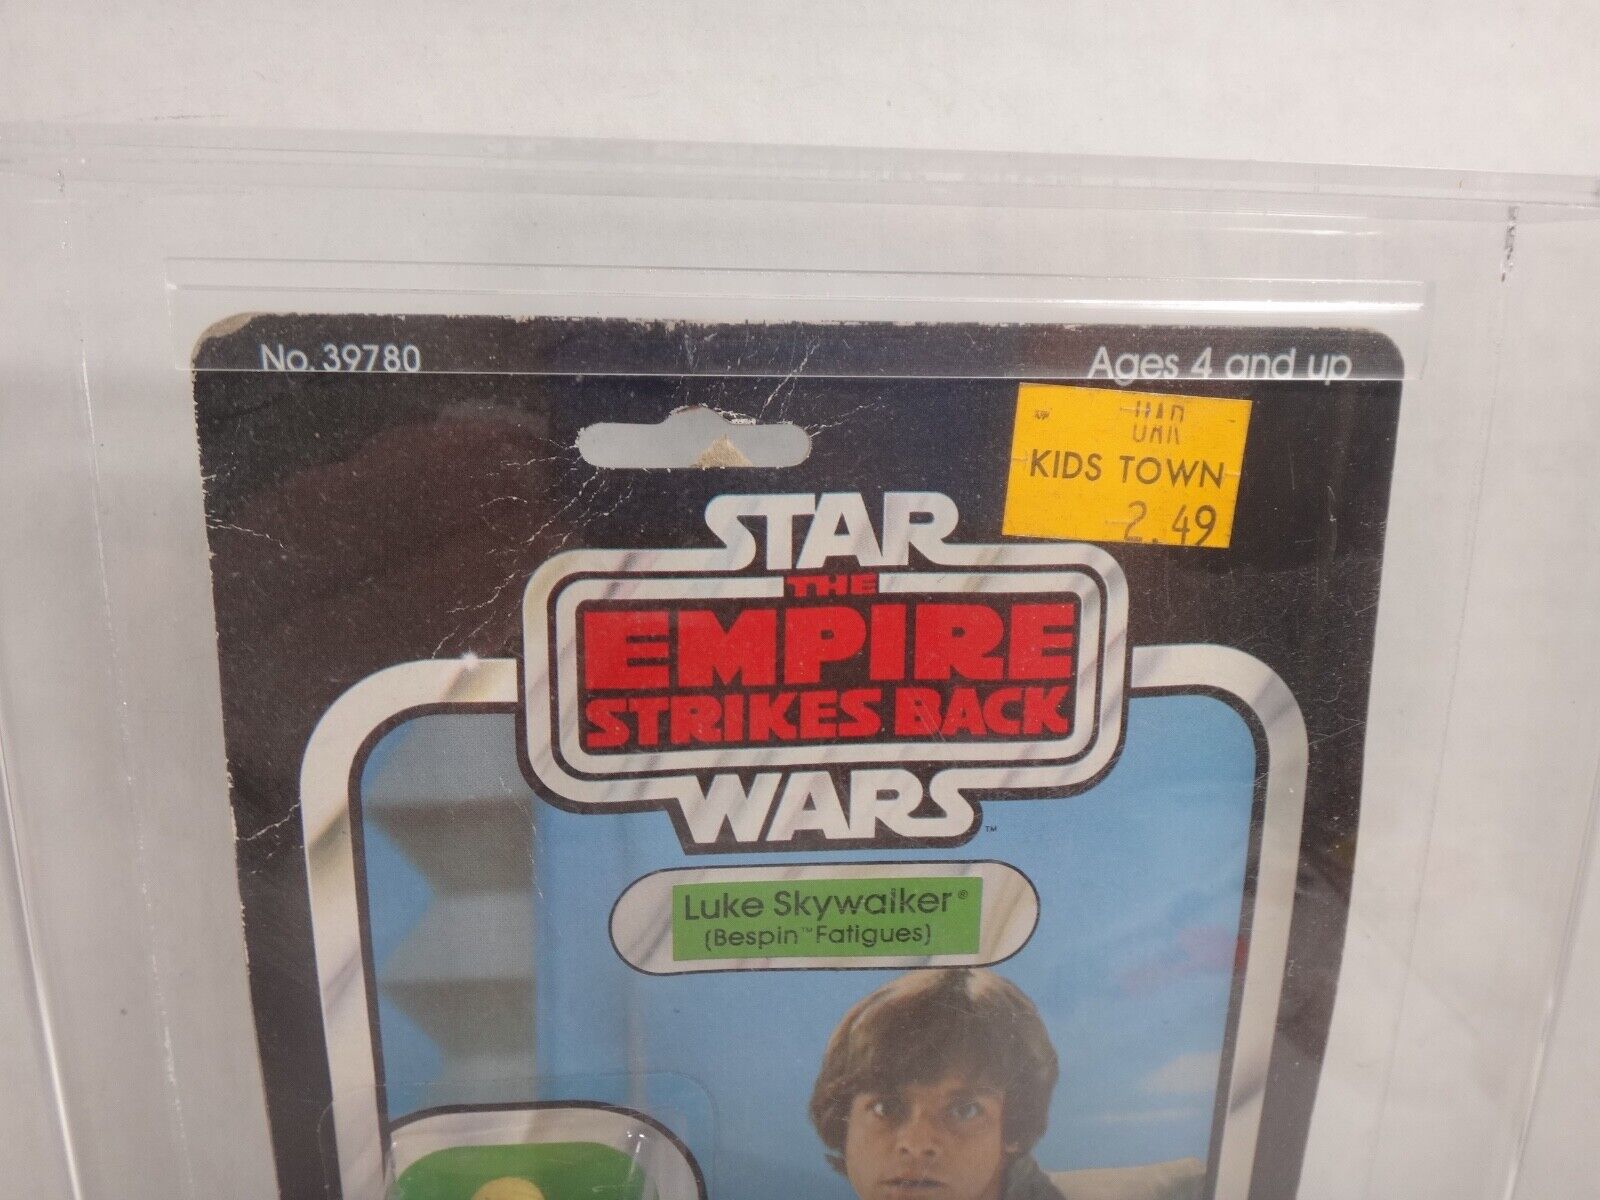 No. 39780
Ages 4 and up
KIDS TOWN
2.49
STAR
THE
EMPIRE
STRIKES BACK
WARS™
Luke Skywalker®
(Bespin™ Fatigues)